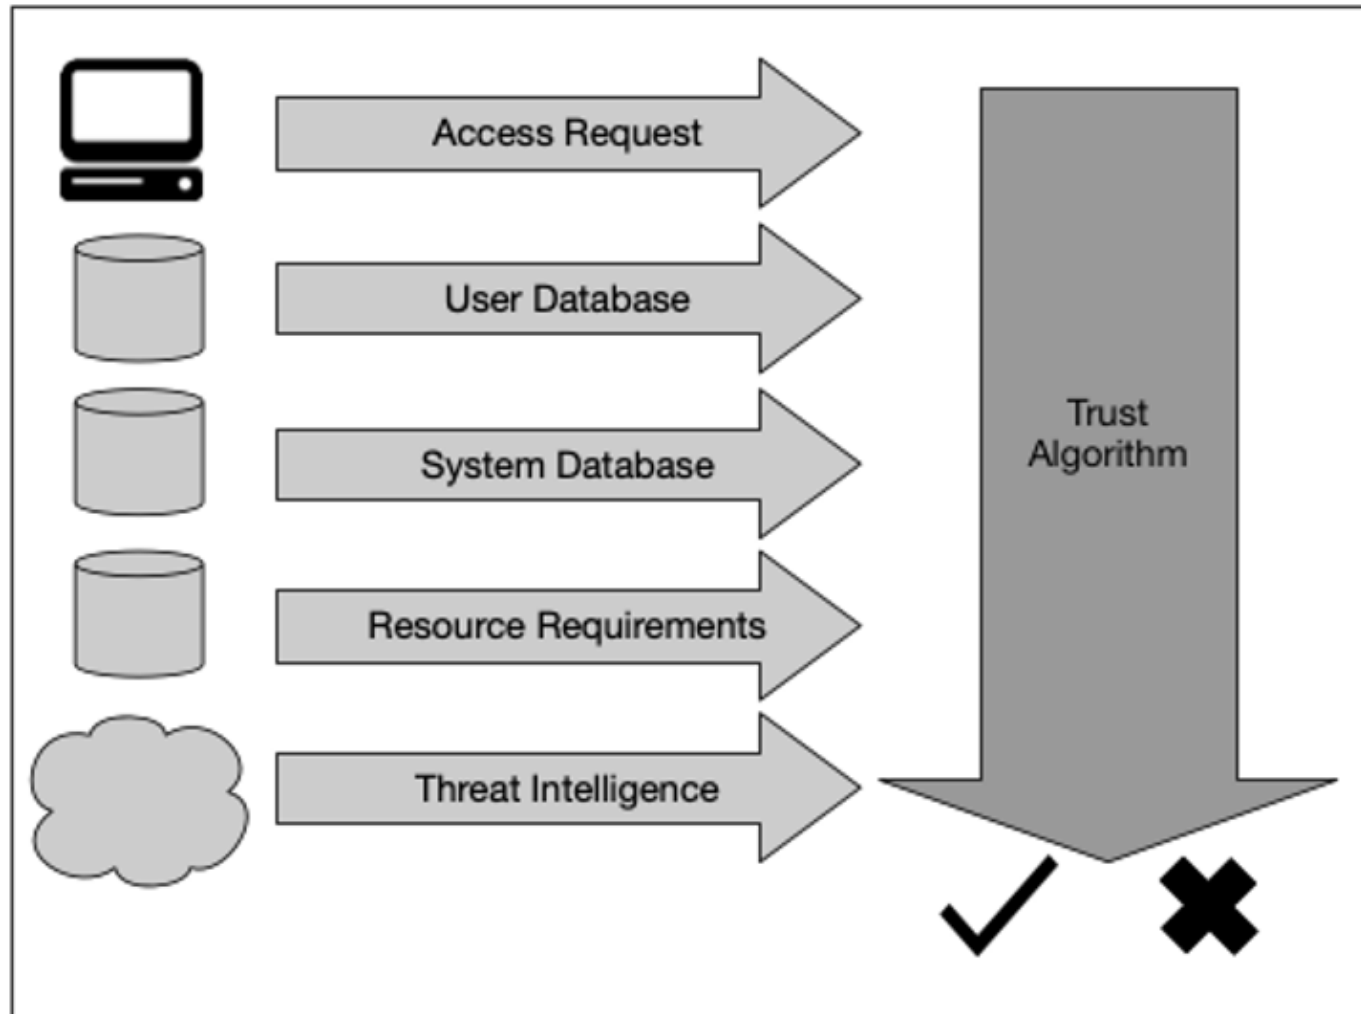 Access Request
User Database
System Database
Resource Requirements
Threat Intelligence
Trust
Algorithm